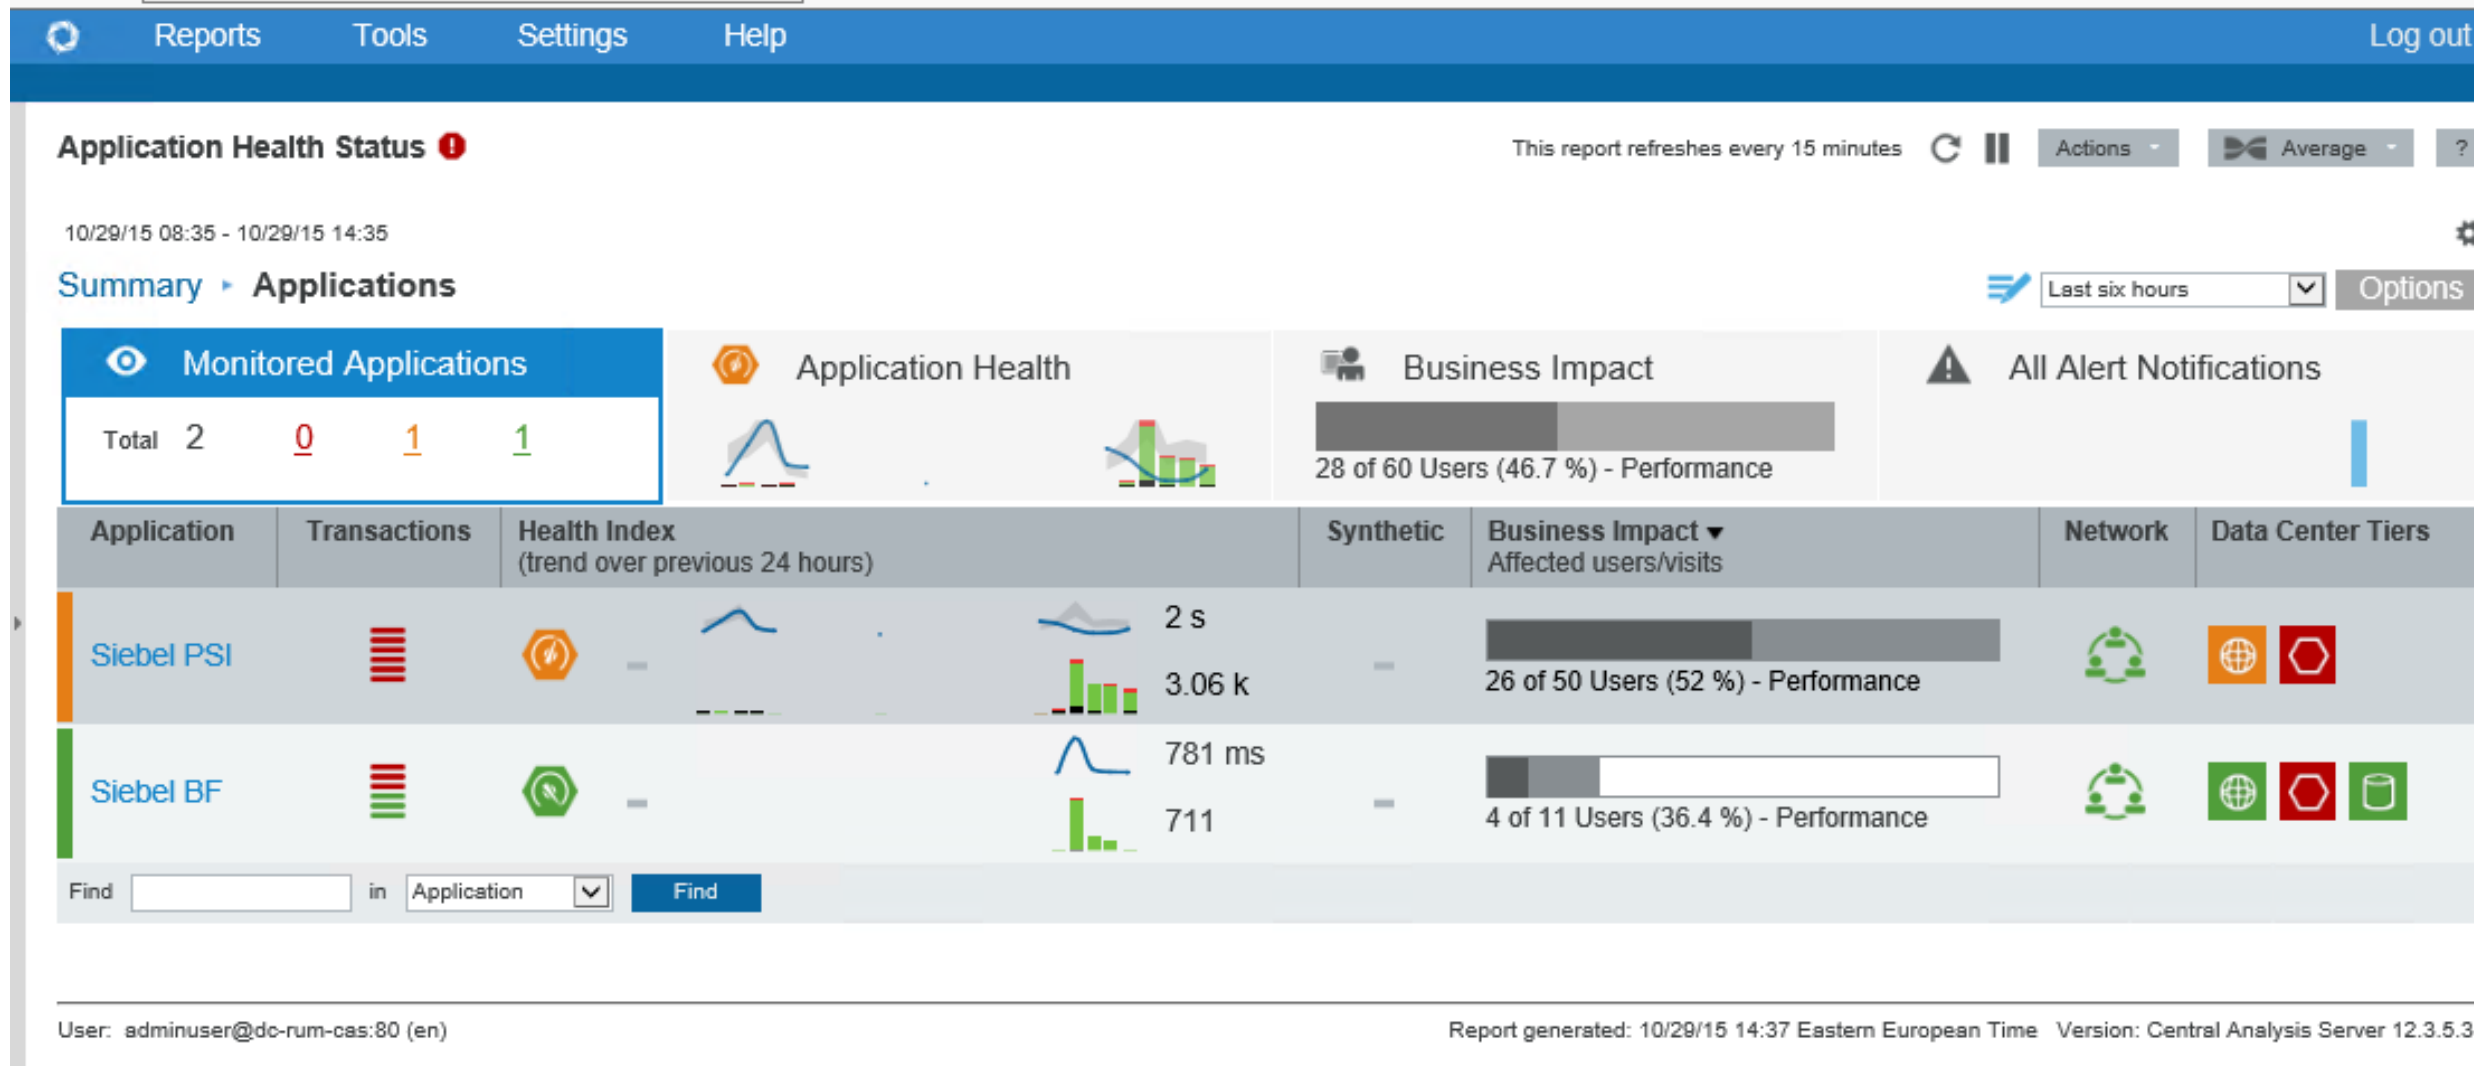 Reports Tools Settings Help Log out
Application Health Status
This report refreshes every 15 minutes Actions Average ?
10/29/15 08:35 - 10/29/15 14:35
Summary Applications
Last six hours Options
Monitored Applications Application Health Business Impact All Alert Notifications
Total 2 0 1 1
28 of 60 Users (46.7 %) - Performance
Application Transactions Health Index Synthetic Business Impact Network Data Center Tiers
(trend over previous 24 hours) Affected users/visits
2 s
Siebel PSI
3.06 k
26 of 50 Users (52 %) - Performance
781 ms
Siebel BF
711
4 of 11 Users (36.4 %) - Performance
Find in Application Find
User: adminuser@dc-rum-cas:80 (en)
Report generated: 10/29/15 14:37 Eastern European Time Version: Central Analysis Server 12.3.5.3